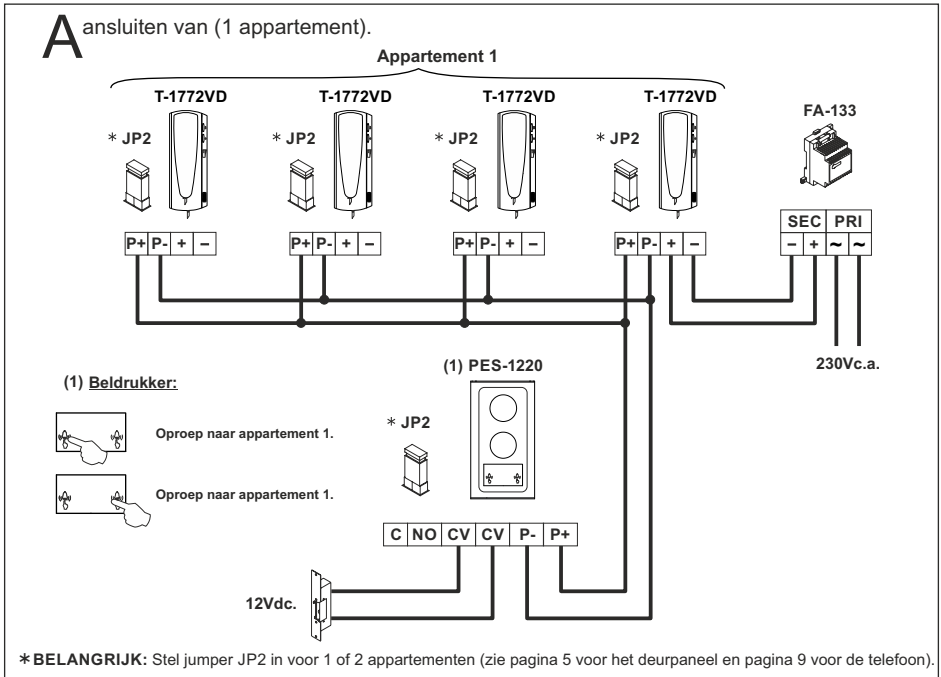 Aansluiten van (1 appartement).
Appartement 1
T-1772VD T-1772VD T-1772VD T-1772VD
FA-133
* JP2 * JP2 * JP2 * JP2
SEC PRI
P+ P- + – P+ P- + – P+ P- + – P+ P- + – – + ~ ~
230Vc.a.
(1) PES-1220
(1) Beldrukker:
* JP2
Oproep naar appartement 1.
Oproep naar appartement 1.
C NO CV CV P- P+
12Vdc.
*BELANGRIJK: Stel jumper JP2 in voor 1 of 2 appartementen (zie pagina 5 voor het deurpaneel en pagina 9 voor de telefoon).